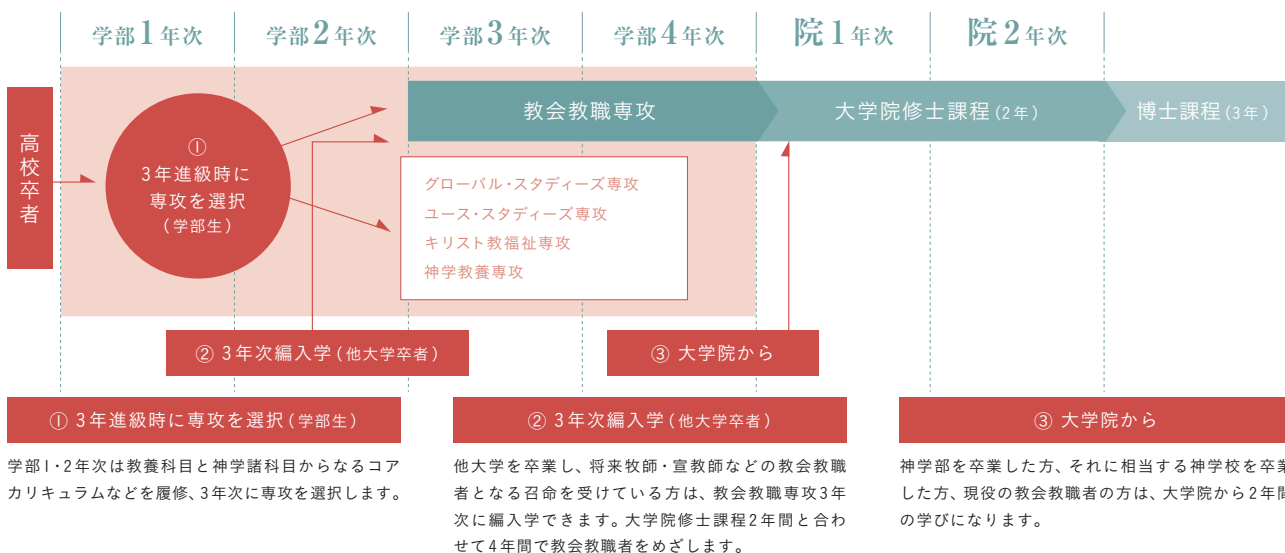 学部1年次
学部2年次
学部3年次
学部4年次
院1年次
院2年次
高校卒者
①
3年進級時に
専攻を選択
(学部生)
教会教職専攻
大学院修士課程(2年)
博士課程(3年)
グローバル・スタディーズ専攻
ユース・スタディーズ専攻
キリスト教福祉専攻
神学教養専攻
② 3年次編入学(他大学卒者)
③ 大学院から
① 3年進級時に専攻を選択(学部生)
学部1・2年次は教養科目と神学諸科目からなるコア
カリキュラムなどを履修、3年次に専攻を選択します。
② 3年次編入学(他大学卒者)
他大学を卒業し、将来牧師・宣教師などの教会教職
者となる召命を受けている方は、教会教職専攻3年
次に編入学できます。大学院修士課程2年間と合わ
せて4年間で教会教職者をめざします。
③ 大学院から
神学部を卒業した方、それに相当する神学校を卒業
した方、現役の教会教職者の方は、大学院から2年間
の学びになります。